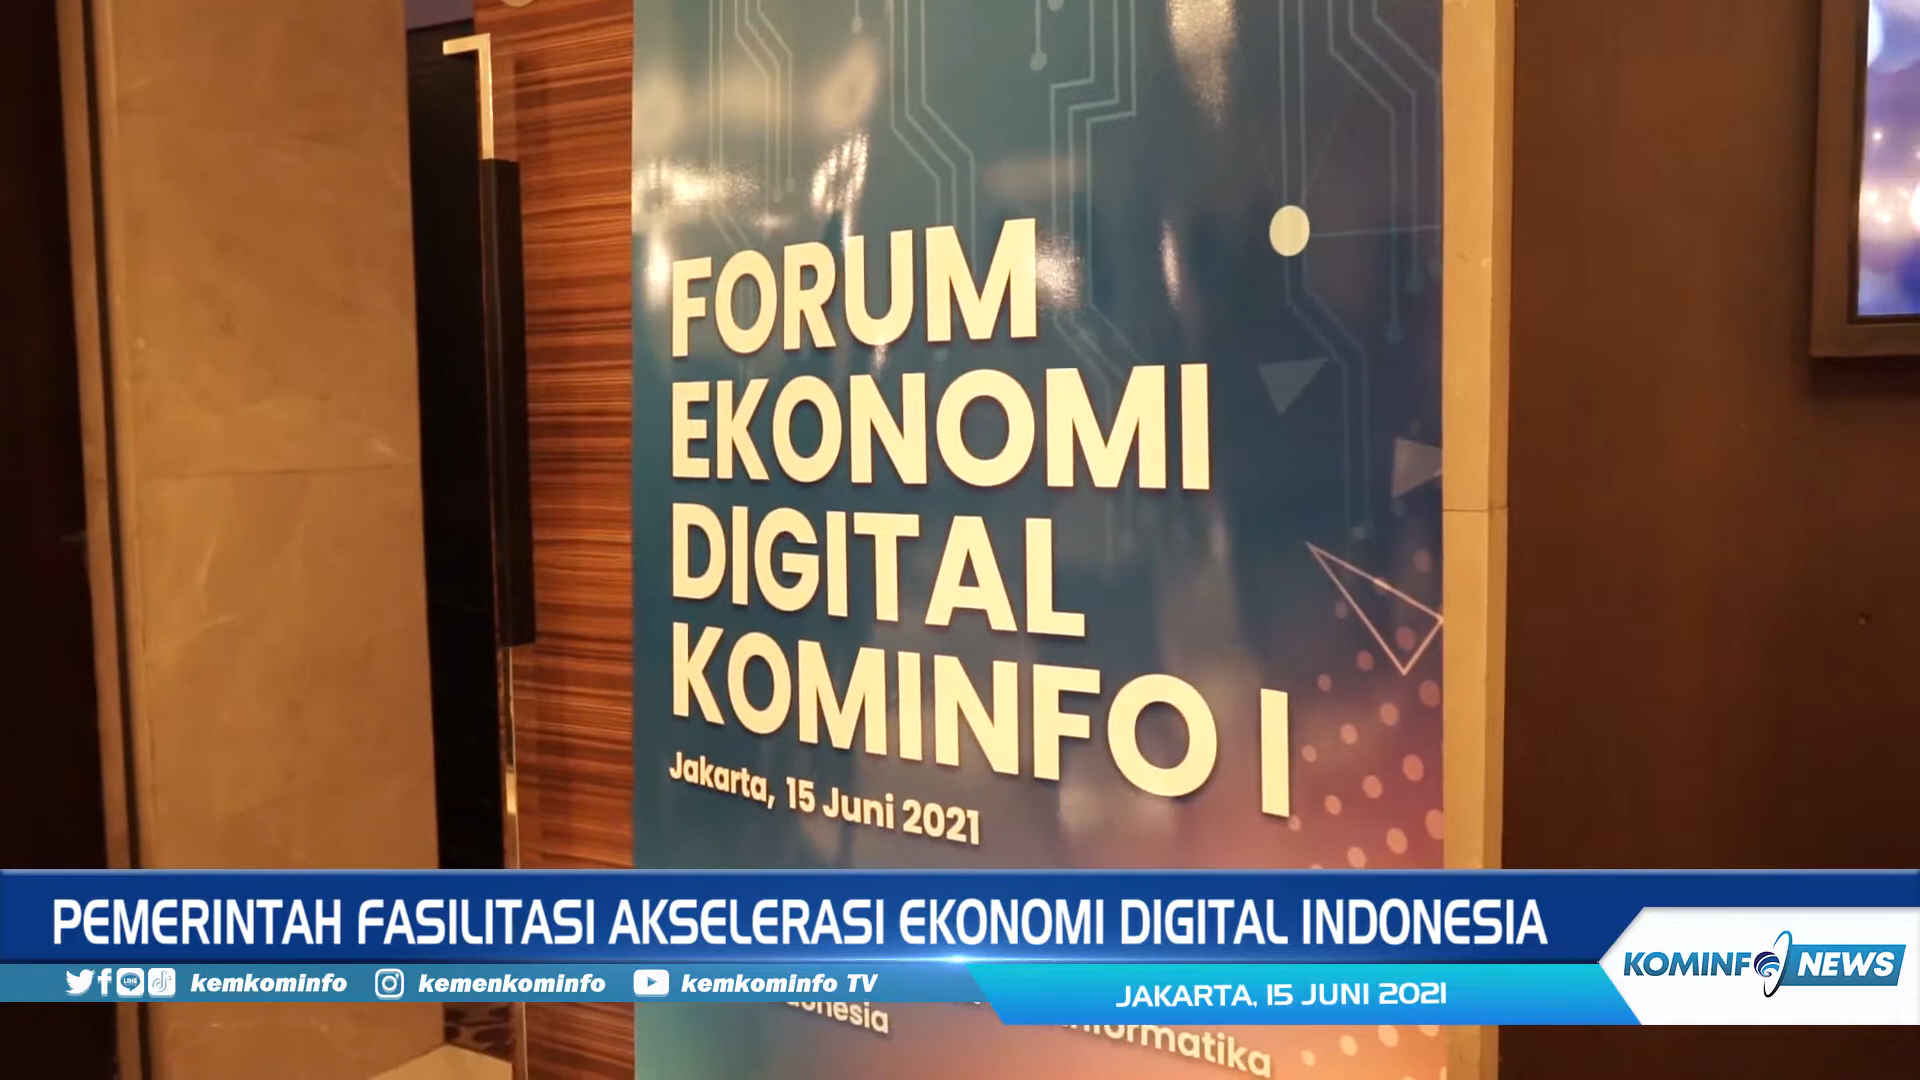 FORUM
EKONOMI
DIGITAL
KOMINFO I
Jakarta, 15 Juni 2021
PEMERINTAH FASILITASI AKSELERASI EKONOMI DIGITAL INDONESIA
LINE kemkominfo kemenkominfo kemkominfo TV
JAKARTA, 15 JUNI 2021
KOMINFO NEWS